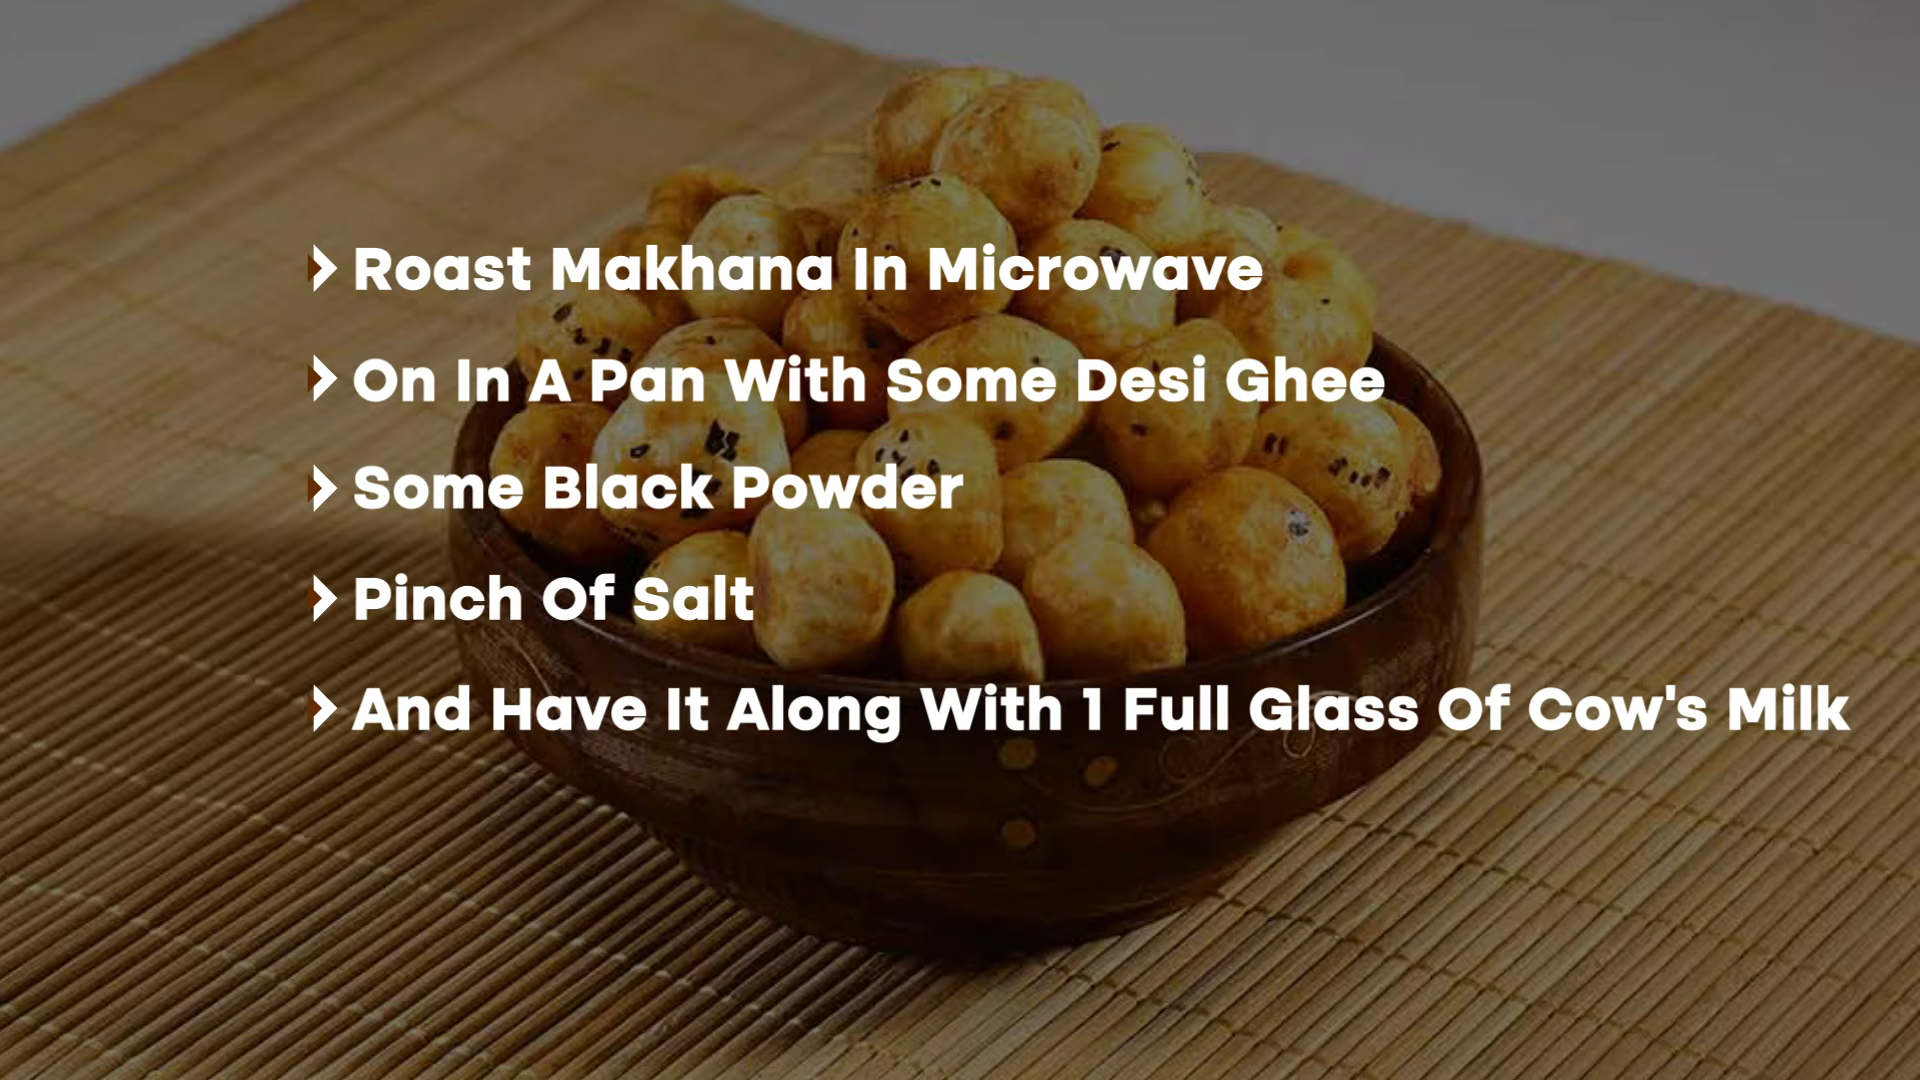 Roast Makhana In Microwave
On In A Pan With Some Desi Ghee
Some Black Powder
Pinch Of Salt
And Have It Along With 1 Full Glass Of Cow's Milk